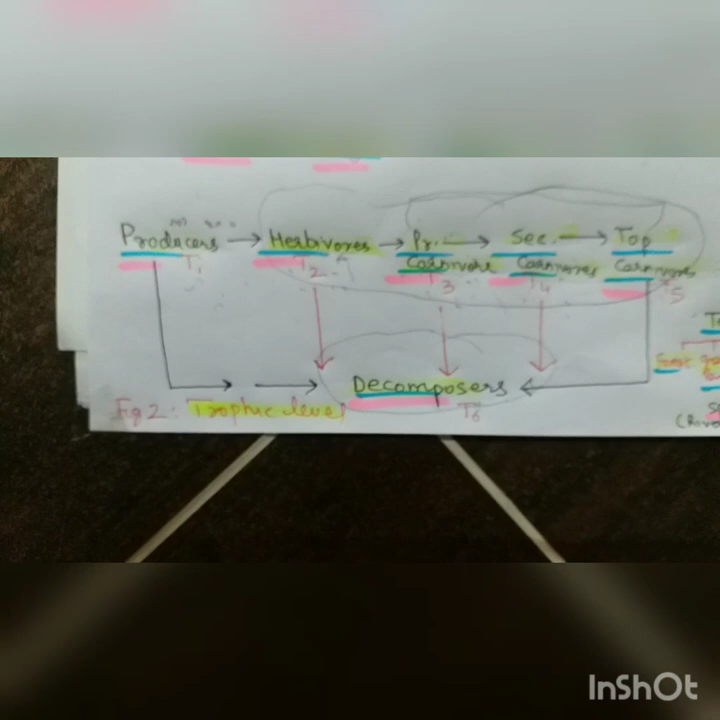 Producers → Herbivores → Pr. → Sec. → Top
Carnivore Carnivores Carnivores
T1 T2 T3 T4 T5
Decomposers
T6
Fig 2: Trophic level
InShOt